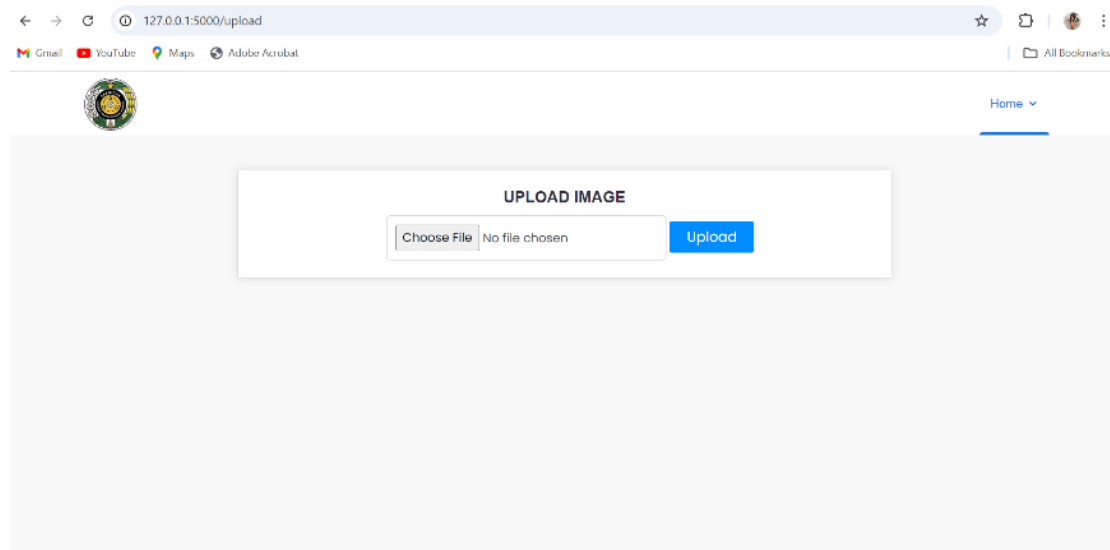 127.0.0.1:5000/upload
Gmail YouTube Maps Adobe Acrobat All Bookmarks
Home
UPLOAD IMAGE
Choose File No file chosen Upload